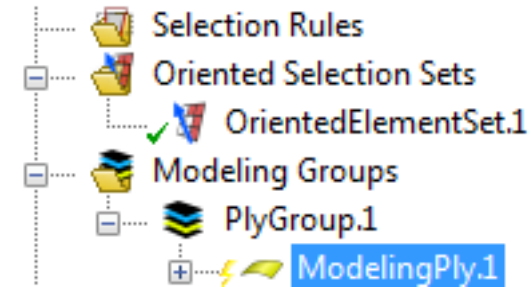 Selection Rules
Oriented Selection Sets
OrientedElementSet.1
Modeling Groups
PlyGroup.1
ModelingPly.1